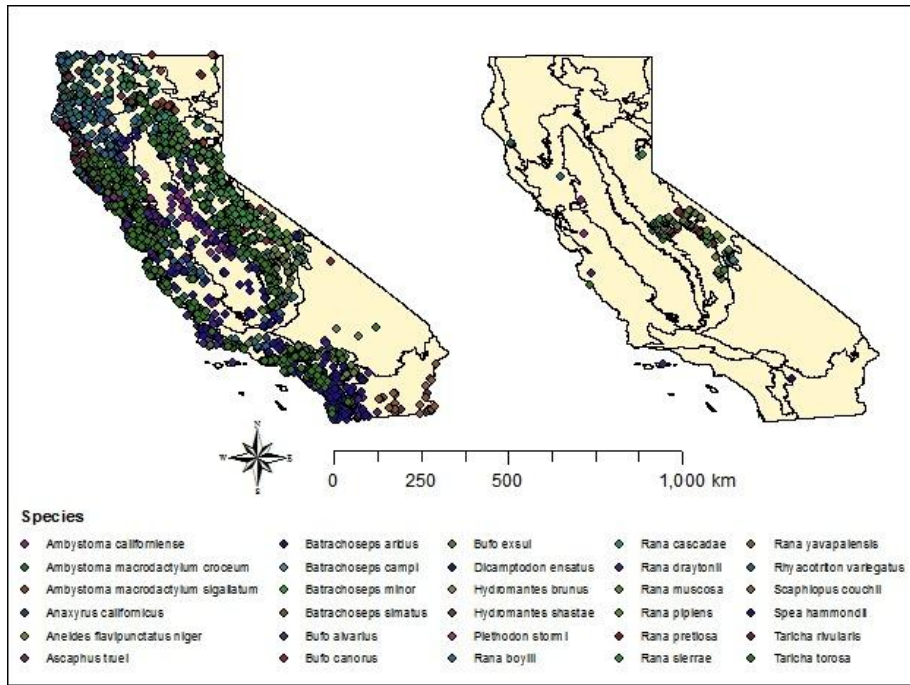 N
W E
S
0 250 500 1,000 km
Species
Ambystoma californiense
Ambystoma macrodactylum croceum
Ambystoma macrodactylum sigillatum
Anaxyrus californicus
Aneides flavipunctatus niger
Ascaphus truei
Batrachoseps aridus
Batrachoseps campi
Batrachoseps minor
Batrachoseps simatus
Bufo alvarius
Bufo canorus
Bufo exsul
Dicamptodon ensatus
Hydromantes brunus
Hydromantes shastae
Plethodon stormi
Rana boylii
Rana cascadae
Rana draytonii
Rana muscosa
Rana pipiens
Rana pretiosa
Rana sierrae
Rana yavapaiensis
Rhyacotriton variegatus
Scaphiopus couchii
Spea hammondii
Taricha rivularis
Taricha torosa